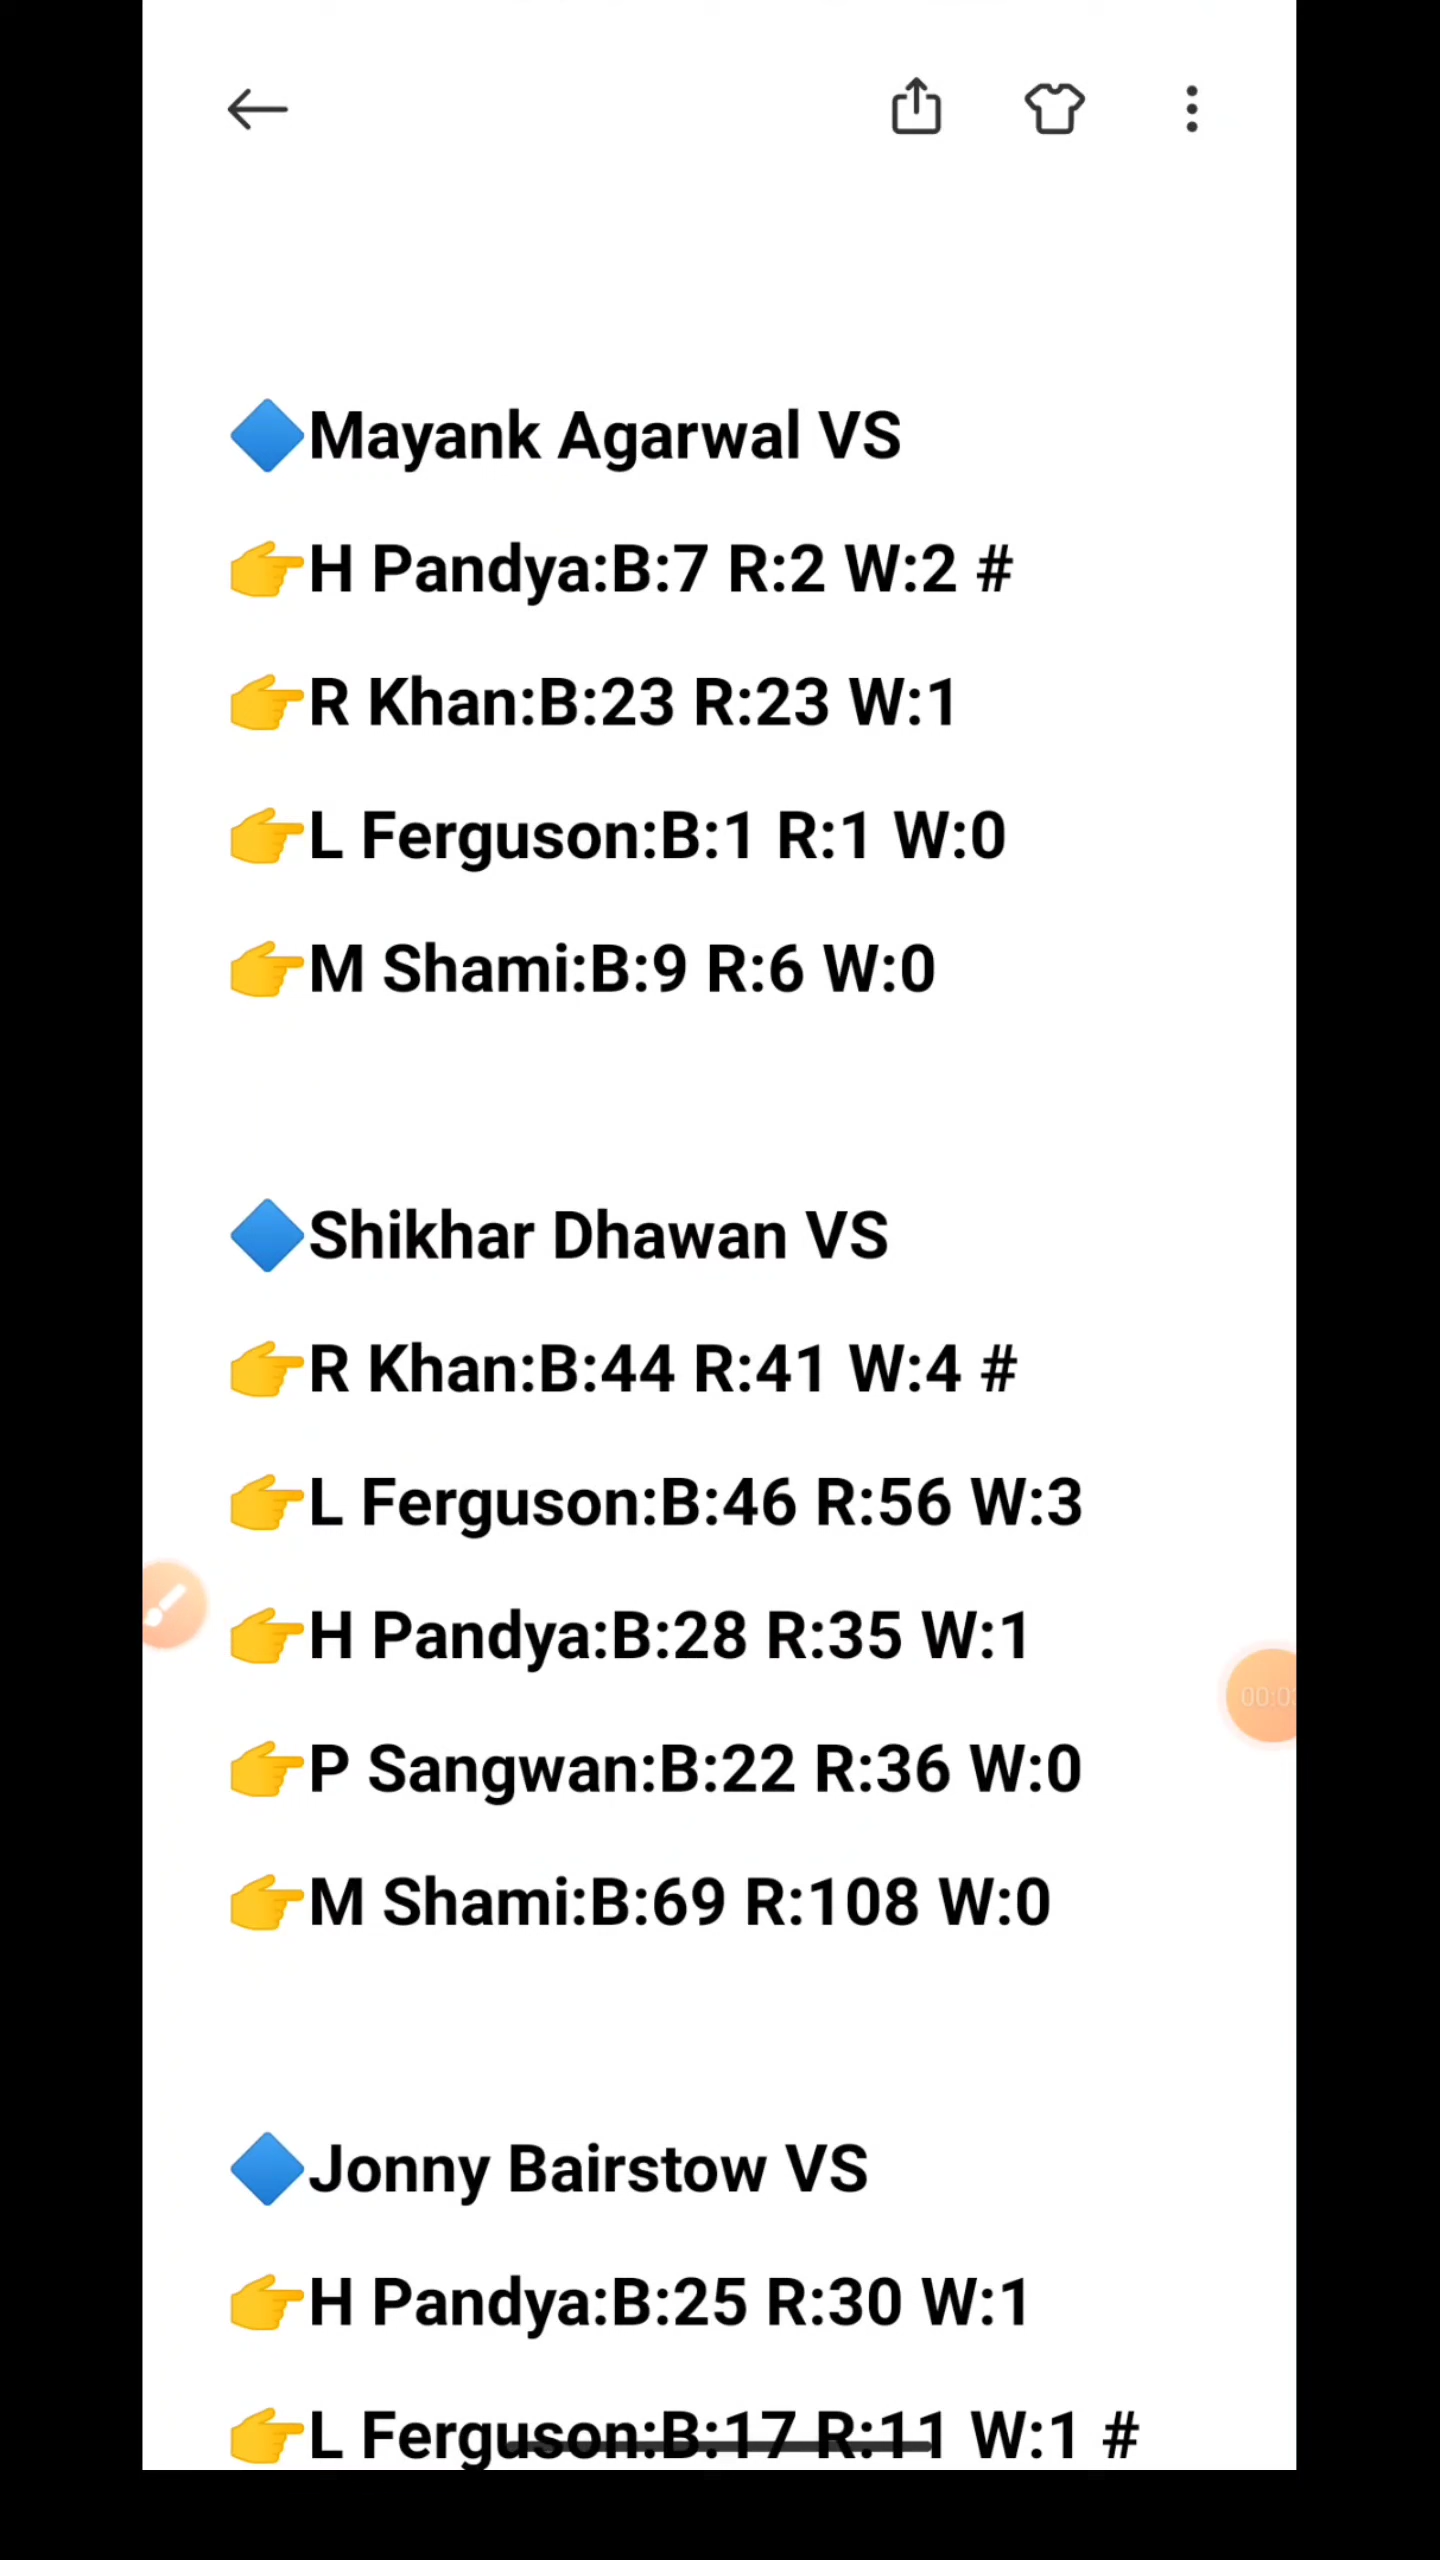 🔷Mayank Agarwal VS
👉H Pandya:B:7 R:2 W:2 #
👉R Khan:B:23 R:23 W:1
👉L Ferguson:B:1 R:1 W:0
👉M Shami:B:9 R:6 W:0
🔷Shikhar Dhawan VS
👉R Khan:B:44 R:41 W:4 #
👉L Ferguson:B:46 R:56 W:3
👉H Pandya:B:28 R:35 W:1
👉P Sangwan:B:22 R:36 W:0
👉M Shami:B:69 R:108 W:0
🔷Jonny Bairstow VS
👉H Pandya:B:25 R:30 W:1
👉L Ferguson:B:17 R:11 W:1 #